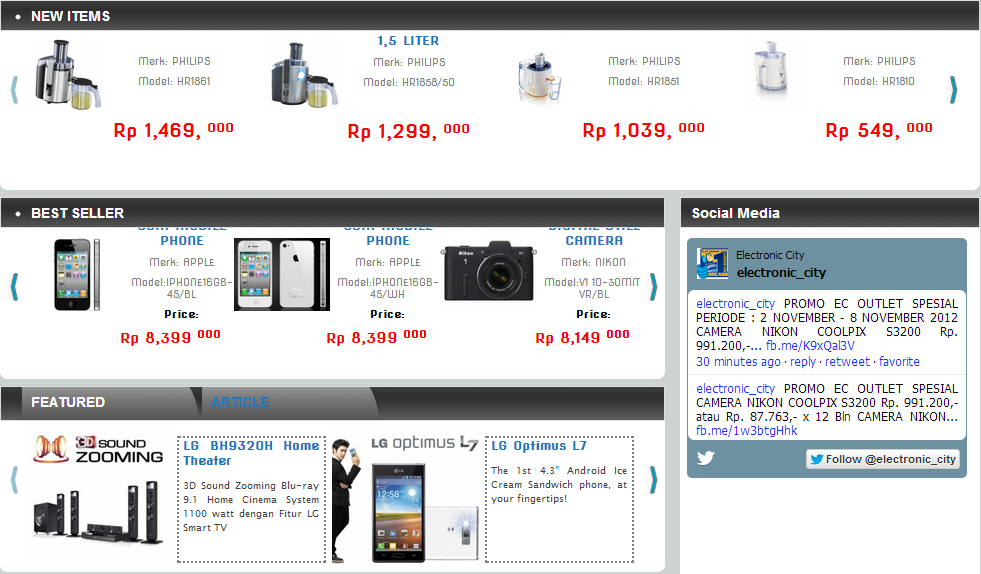 NEW ITEMS
Merk: PHILIPS
Model: HR1861
Rp 1,469, 000
1,5 LITER
Merk: PHILIPS
Model: HR1858/50
Rp 1,299, 000
Merk: PHILIPS
Model: HR1851
Rp 1,039, 000
Merk: PHILIPS
Model: HR1810
Rp 549, 000
BEST SELLER
PHONE
Merk: APPLE
Model:IPHONE16GB-
4S/BL
Price:
Rp 8,399 000
PHONE
Merk: APPLE
Model:IPHONE16GB-
4S/WH
Price:
Rp 8,399 000
DIGITAL STILL
CAMERA
Merk: NIKON
Model:V1 10-30MM
VR/BL
Price:
Rp 8,149 000
Nikon
Social Media
Electronic City
electronic_city
electronic_city PROMO EC OUTLET SPESIAL
PERIODE : 2 NOVEMBER - 8 NOVEMBER 2012
CAMERA NIKON COOLPIX S3200 Rp.
991.200,-... fb.me/K9xQal3V
30 minutes ago · reply · retweet · favorite
electronic_city PROMO EC OUTLET SPESIAL
CAMERA NIKON COOLPIX S3200 Rp. 991.200,-
atau Rp. 87.763,- x 12 Bln CAMERA NIKON...
fb.me/1w3btgHhk
Follow @electronic_city
FEATURED
ARTICLE
3D SOUND
ZOOMING
LG BH9320H Home
Theater
3D Sound Zooming Blu-ray
9.1 Home Cinema System
1100 watt dengan Fitur LG
Smart TV
LG optimus L7
LG Optimus L7
The 1st 4.3" Android Ice
Cream Sandwich phone, at
your fingertips!